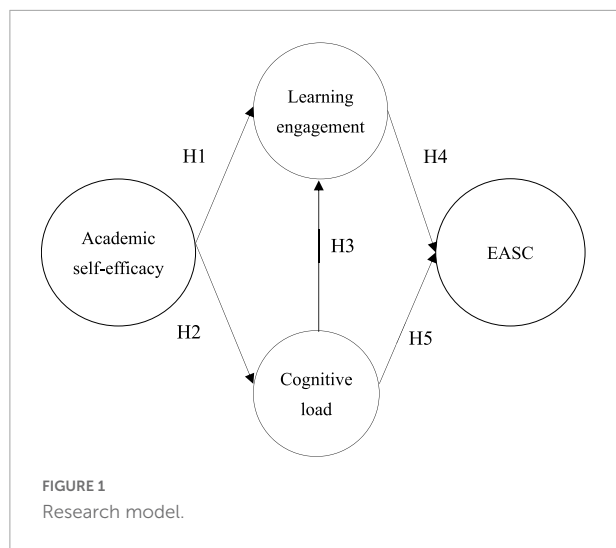 Learning
engagement
H1
H4
Academic
self-efficacy
H3
EASC
H2
H5
Cognitive
load
FIGURE 1
Research model.